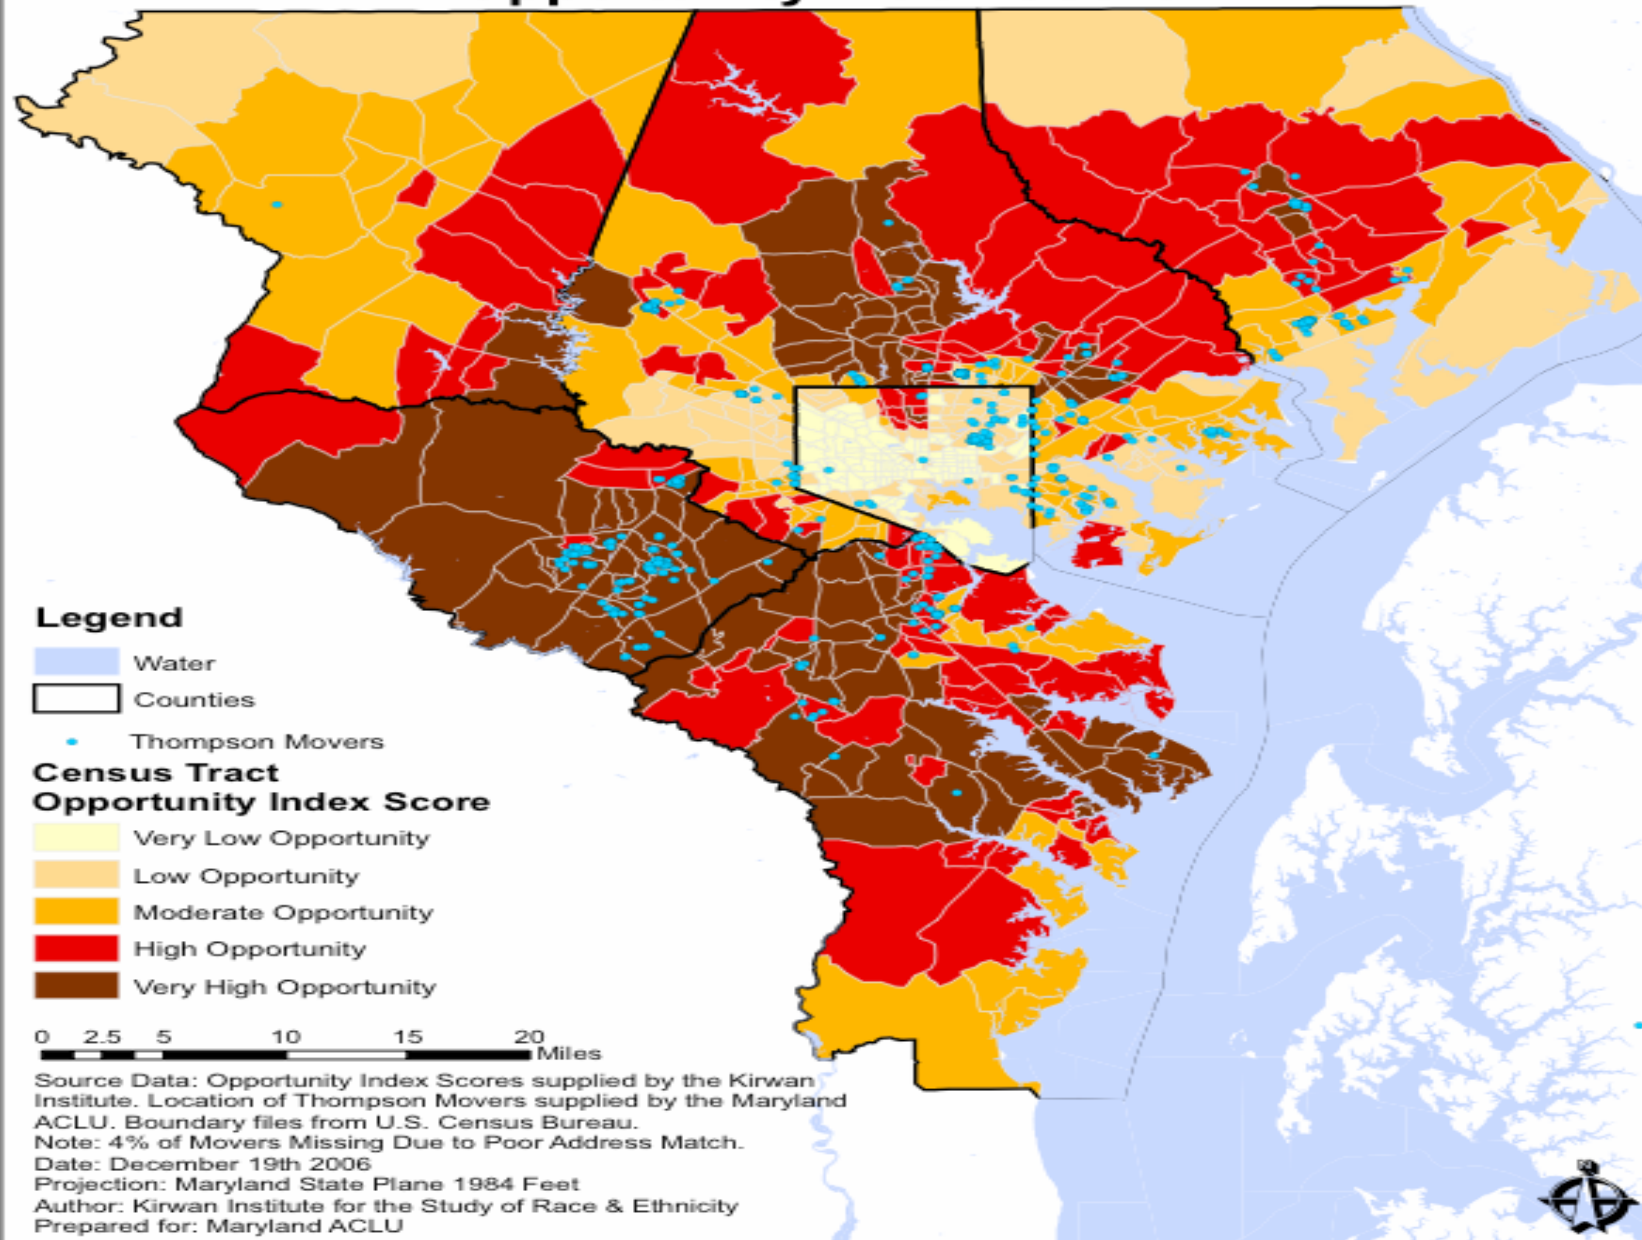 Legend
Water
Counties
Thompson Movers
Census Tract
Opportunity Index Score
Very Low Opportunity
Low Opportunity
Moderate Opportunity
High Opportunity
Very High Opportunity
0 2.5 5 10 15 20
Miles
Source Data: Opportunity Index Scores supplied by the Kirwan
Institute. Location of Thompson Movers supplied by the Maryland
ACLU. Boundary files from U.S. Census Bureau.
Note: 4% of Movers Missing Due to Poor Address Match.
Date: December 19th 2006
Projection: Maryland State Plane 1984 Feet
Author: Kirwan Institute for the Study of Race & Ethnicity
Prepared for: Maryland ACLU
N